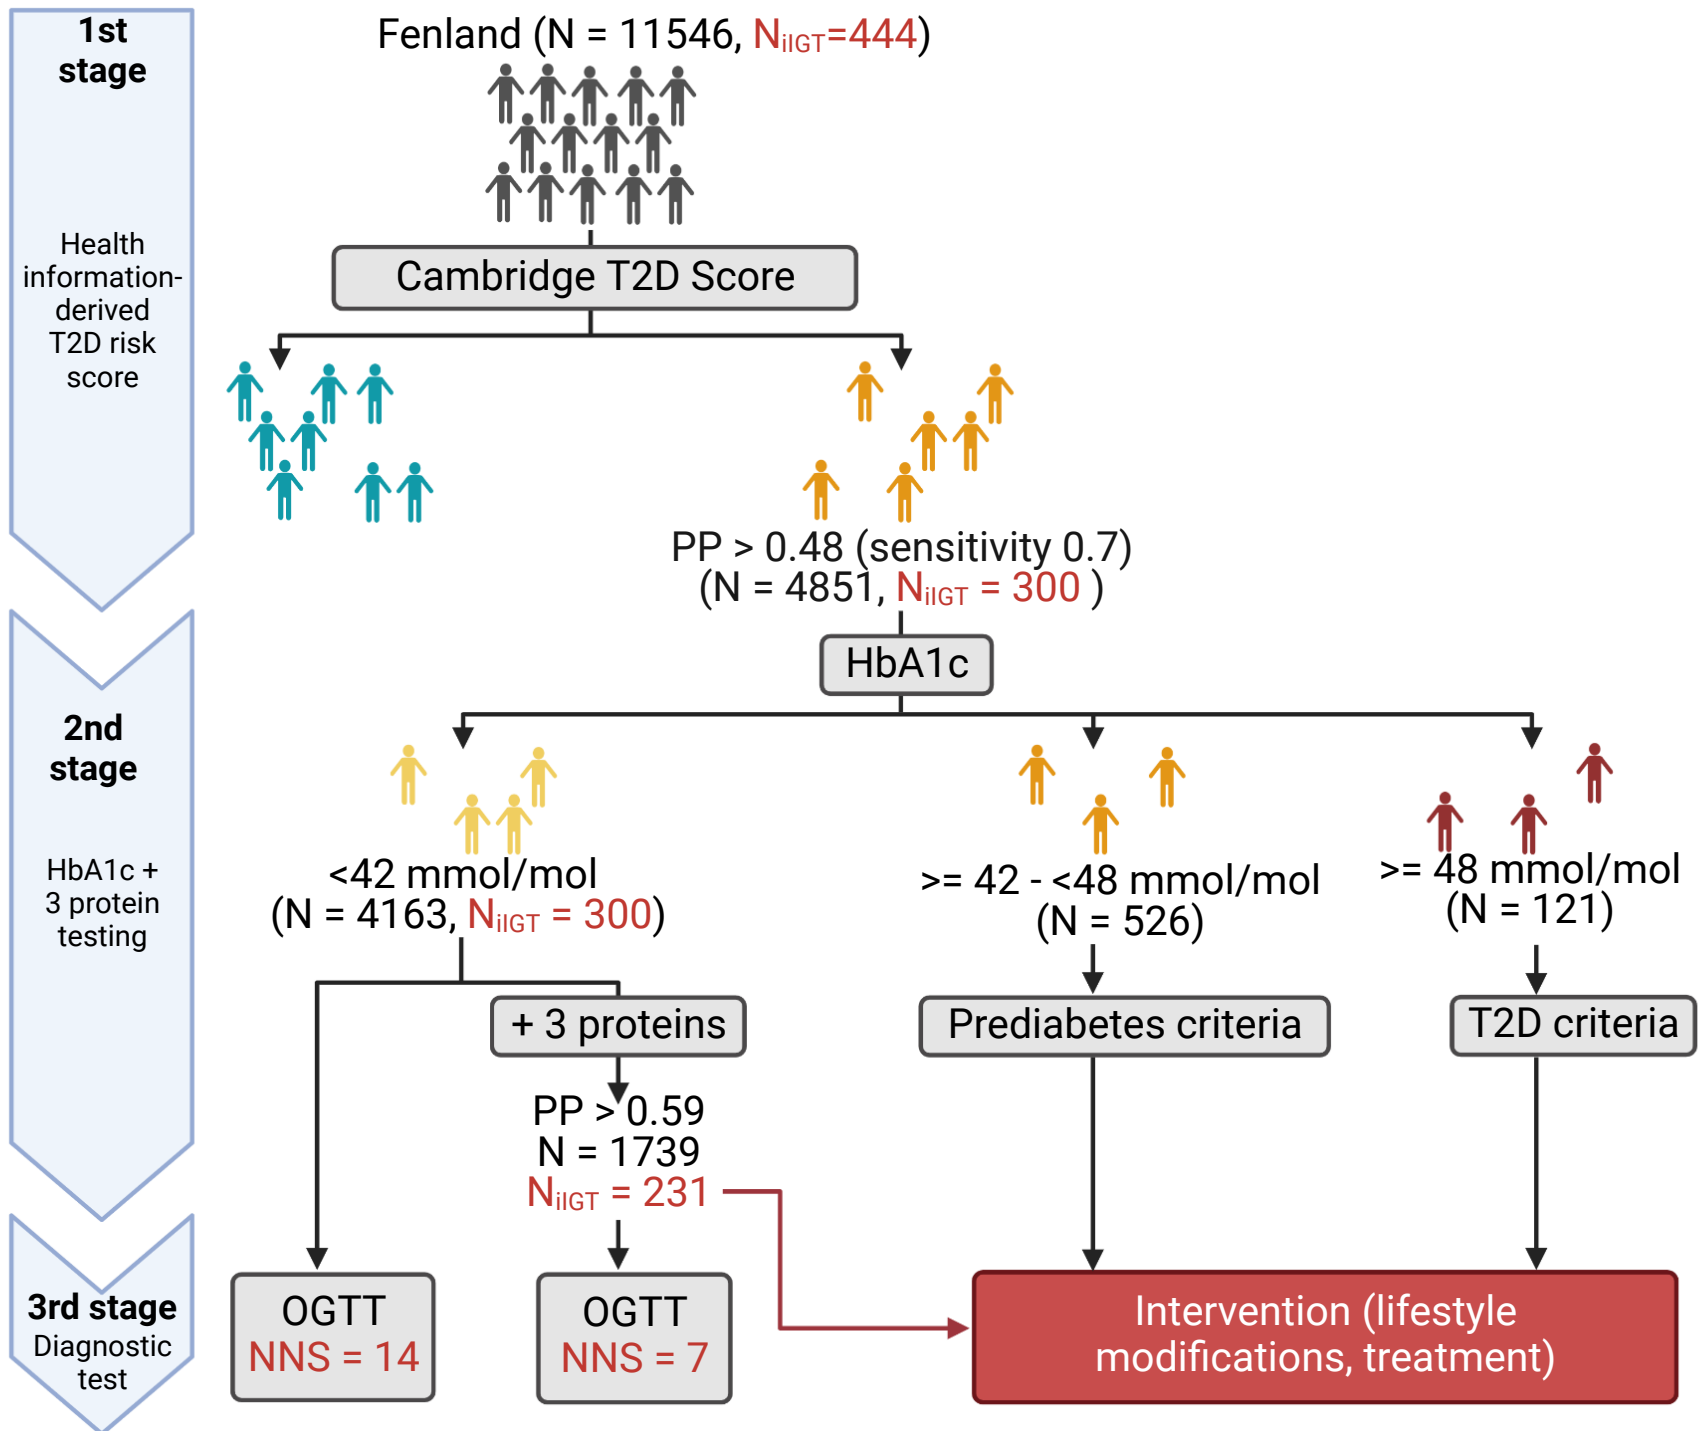 1st
stage
Health
information-
derived
T2D risk
score
Fenland (N = 11546, NiIGT=444)
Cambridge T2D Score
PP > 0.48 (sensitivity 0.7)
(N = 4851, NiIGT = 300 )
2nd
stage
HbA1c +
3 protein
testing
HbA1c
<42 mmol/mol
(N = 4163, NiIGT = 300)
>= 42 - <48 mmol/mol
(N = 526)
>= 48 mmol/mol
(N = 121)
+ 3 proteins
Prediabetes criteria
T2D criteria
PP > 0.59
N = 1739
NiIGT = 231
3rd stage
Diagnostic
test
OGTT
NNS = 14
OGTT
NNS = 7
Intervention (lifestyle
modifications, treatment)